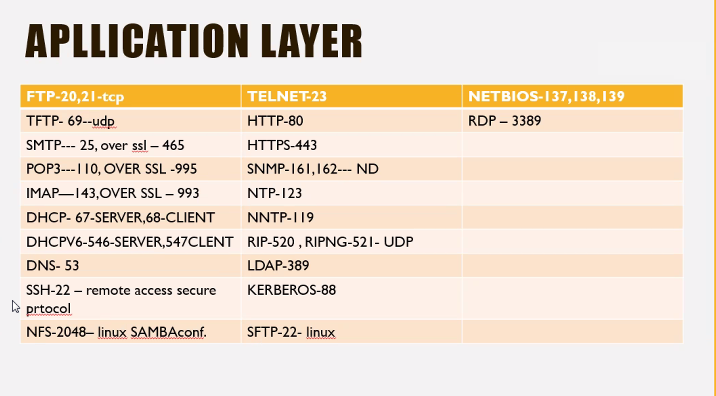 APLLICATION LAYER
FTP-20,21-tcp TELNET-23 NETBIOS-137,138,139
TFTP- 69--udp HTTP-80 RDP – 3389
SMTP--- 25, over ssl – 465 HTTPS-443
POP3---110, OVER SSL -995 SNMP-161,162--- ND
IMAP—143,OVER SSL – 993 NTP-123
DHCP- 67-SERVER,68-CLIENT NNTP-119
DHCPV6-546-SERVER,547CLENT RIP-520 , RIPNG-521- UDP
DNS- 53 LDAP-389
SSH-22 – remote access secure KERBEROS-88
prtocol
NFS-2048– linux SAMBAconf. SFTP-22- linux